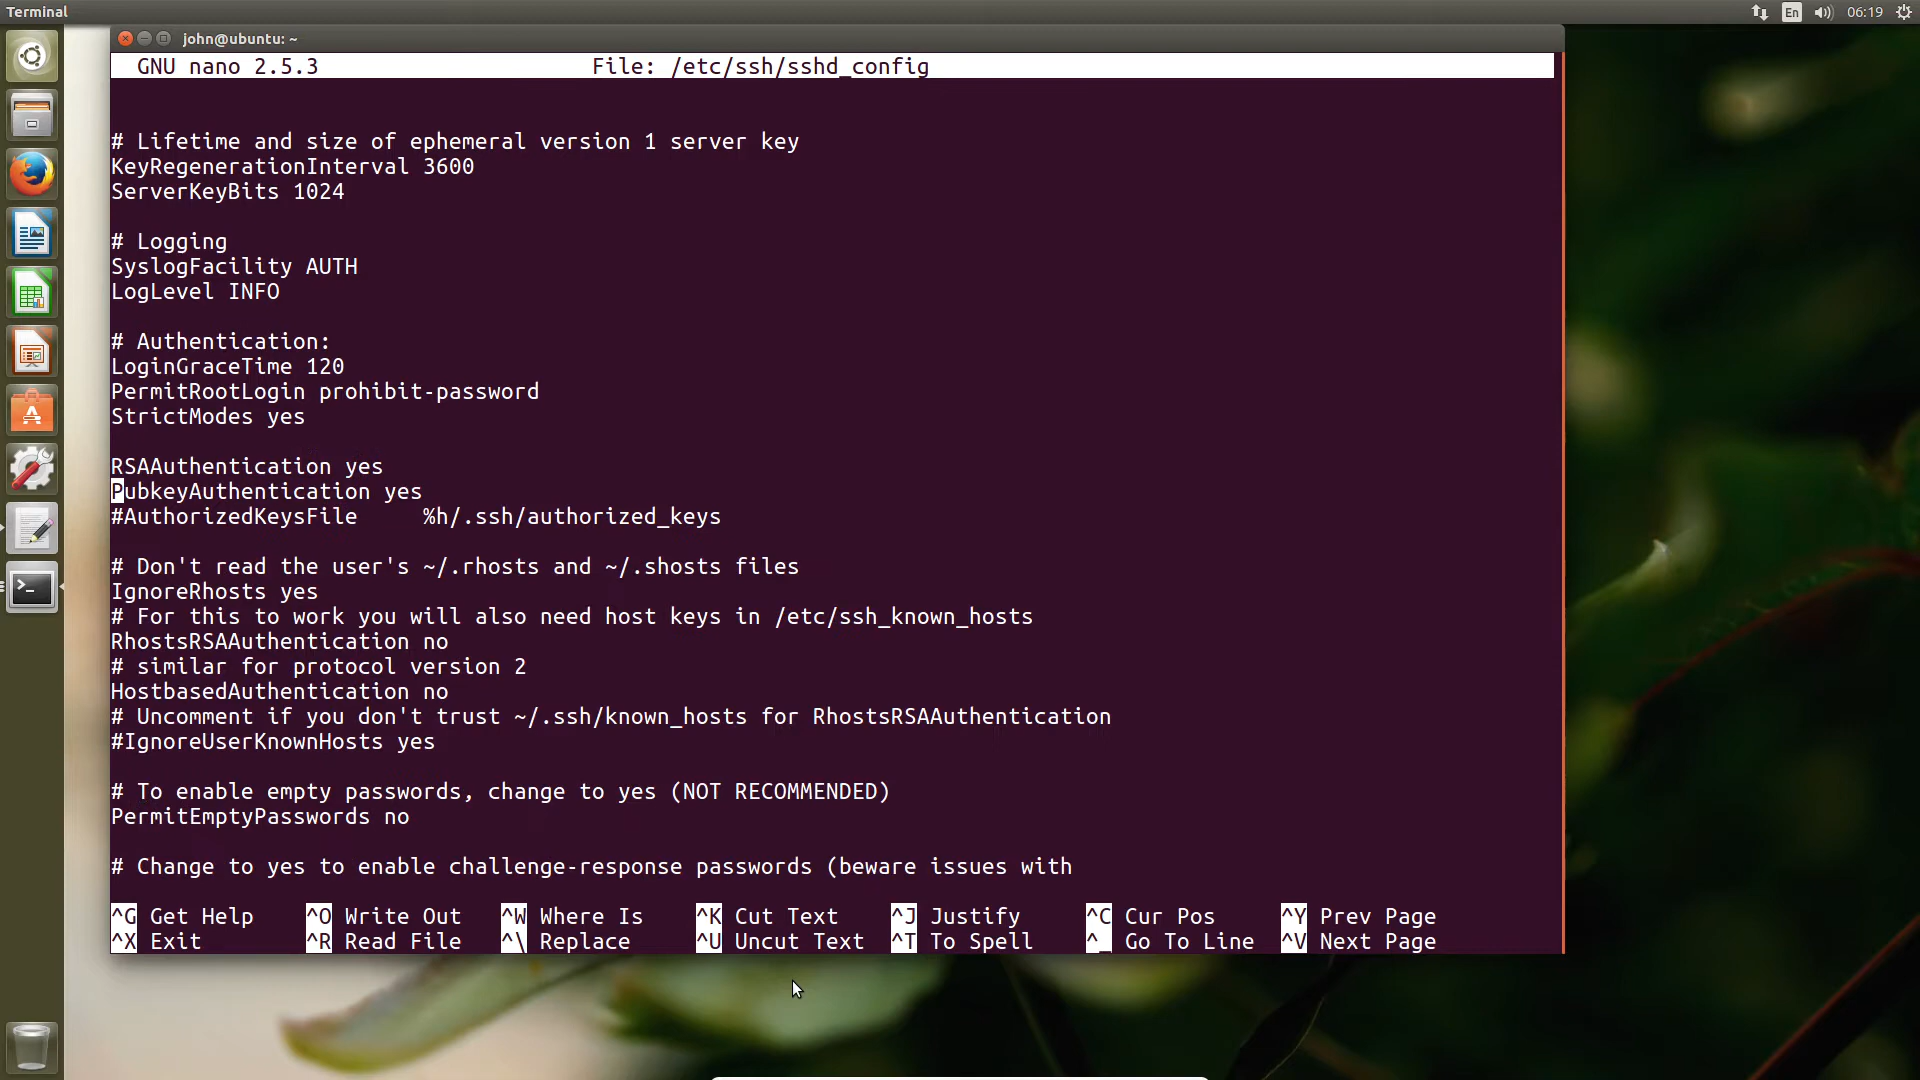 Terminal
En
06:19
john@ubuntu: ~
GNU nano 2.5.3 File: /etc/ssh/sshd_config
# Lifetime and size of ephemeral version 1 server key
KeyRegenerationInterval 3600
ServerKeyBits 1024
# Logging
SyslogFacility AUTH
LogLevel INFO
# Authentication:
LoginGraceTime 120
PermitRootLogin prohibit-password
StrictModes yes
RSAAuthentication yes
PubkeyAuthentication yes
#AuthorizedKeysFile %h/.ssh/authorized_keys
# Don't read the user's ~/.rhosts and ~/.shosts files
IgnoreRhosts yes
# For this to work you will also need host keys in /etc/ssh_known_hosts
RhostsRSAAuthentication no
# similar for protocol version 2
HostbasedAuthentication no
# Uncomment if you don't trust ~/.ssh/known_hosts for RhostsRSAAuthentication
#IgnoreUserKnownHosts yes
# To enable empty passwords, change to yes (NOT RECOMMENDED)
PermitEmptyPasswords no
# Change to yes to enable challenge-response passwords (beware issues with
^G Get Help ^O Write Out ^W Where Is ^K Cut Text ^J Justify ^C Cur Pos ^Y Prev Page
^X Exit ^R Read File ^\ Replace ^U Uncut Text ^T To Spell ^_ Go To Line ^V Next Page